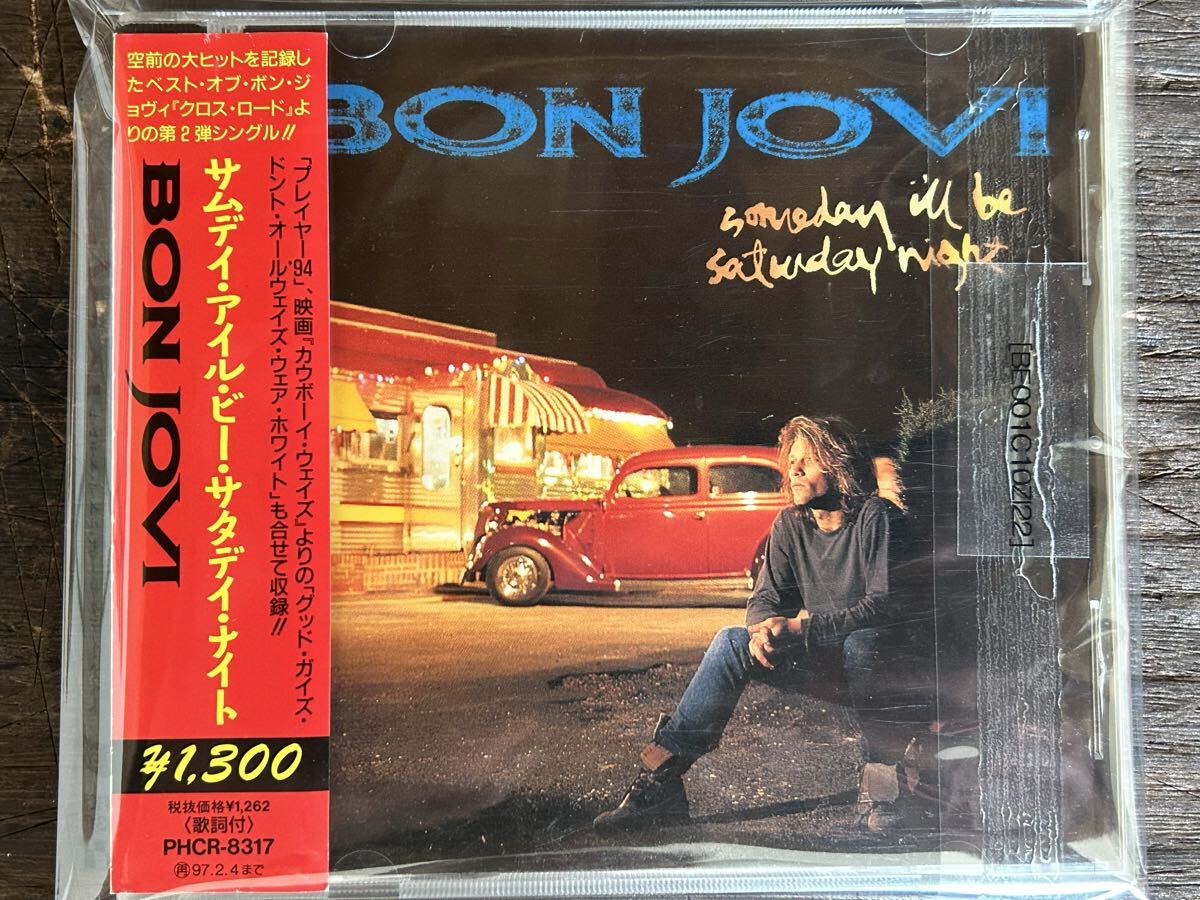 空前の大ヒットを記録し
たベスト・オブ・ボン・ジ
ョヴィ『クロス・ロード』よ
りの第2弾シングル!!
「プレイヤー'94」、映画『カウボーイ・ウェイズ』よりの「グッド・ガイズ・
ドント・オールウェイズ・ウェア・ホワイト」も合せて収録!!
サムデイ・アイル・ビー・サタデイ・ナイト
BON JOVI
¥1,300
税抜価格¥1,262
〈歌詞付〉
PHCR-8317
再97.2.4まで
BON JOVI
someday i'll be
saturday night
[BE001C10Z/22]